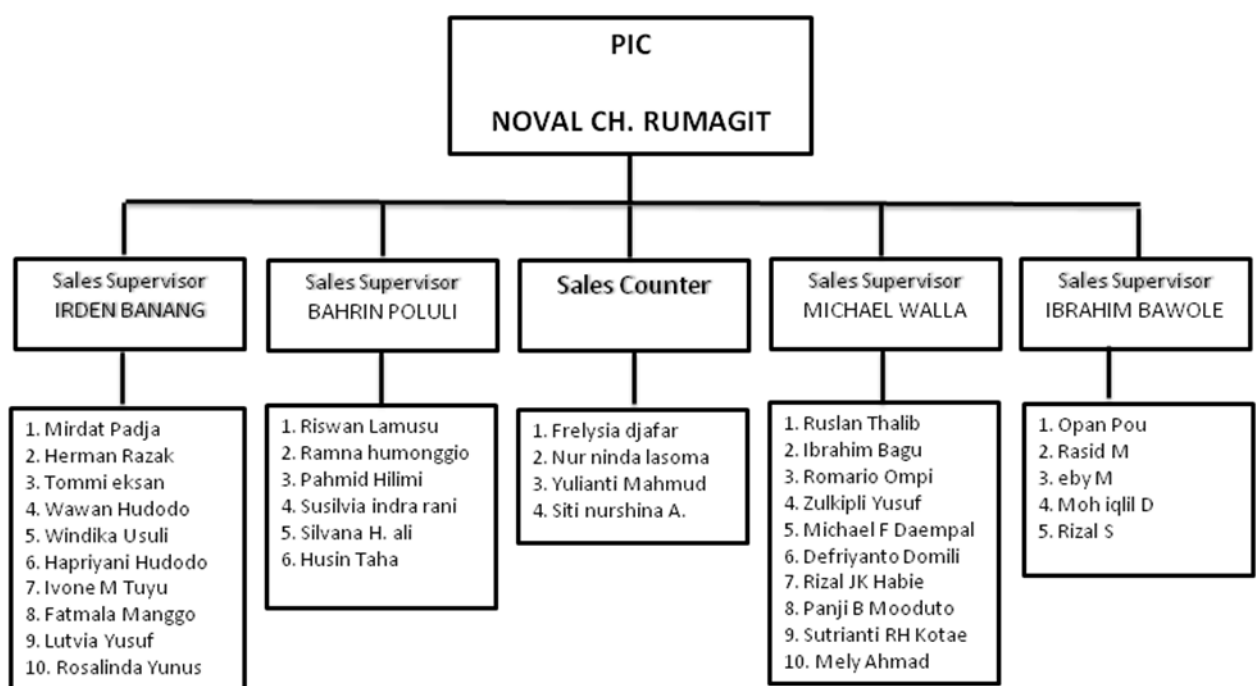 PIC
NOVAL CH. RUMAGIT
Sales Supervisor
IRDEN BANANG
Sales Supervisor
BAHRIN POLULI
Sales Counter
Sales Supervisor
MICHAEL WALLA
Sales Supervisor
IBRAHIM BAWOLE
1. Mirdat Padja
2. Herman Razak
3. Tommi eksan
4. Wawan Hudodo
5. Windika Usuli
6. Hapriyani Hudodo
7. Ivone M Tuyu
8. Fatmala Manggo
9. Lutvia Yusuf
10. Rosalinda Yunus
1. Riswan Lamusu
2. Ramna humonggio
3. Pahmid Hilimi
4. Susilvia indra rani
5. Silvana H. ali
6. Husin Taha
1. Frelysia djafar
2. Nur ninda lasoma
3. Yulianti Mahmud
4. Siti nurshina A.
1. Ruslan Thalib
2. Ibrahim Bagu
3. Romario Ompi
4. Zulkipli Yusuf
5. Michael F Daempal
6. Defriyanto Domili
7. Rizal JK Habie
8. Panji B Mooduto
9. Sutrianti RH Kotae
10. Mely Ahmad
1. Opan Pou
2. Rasid M
3. eby M
4. Moh iqlil D
5. Rizal S